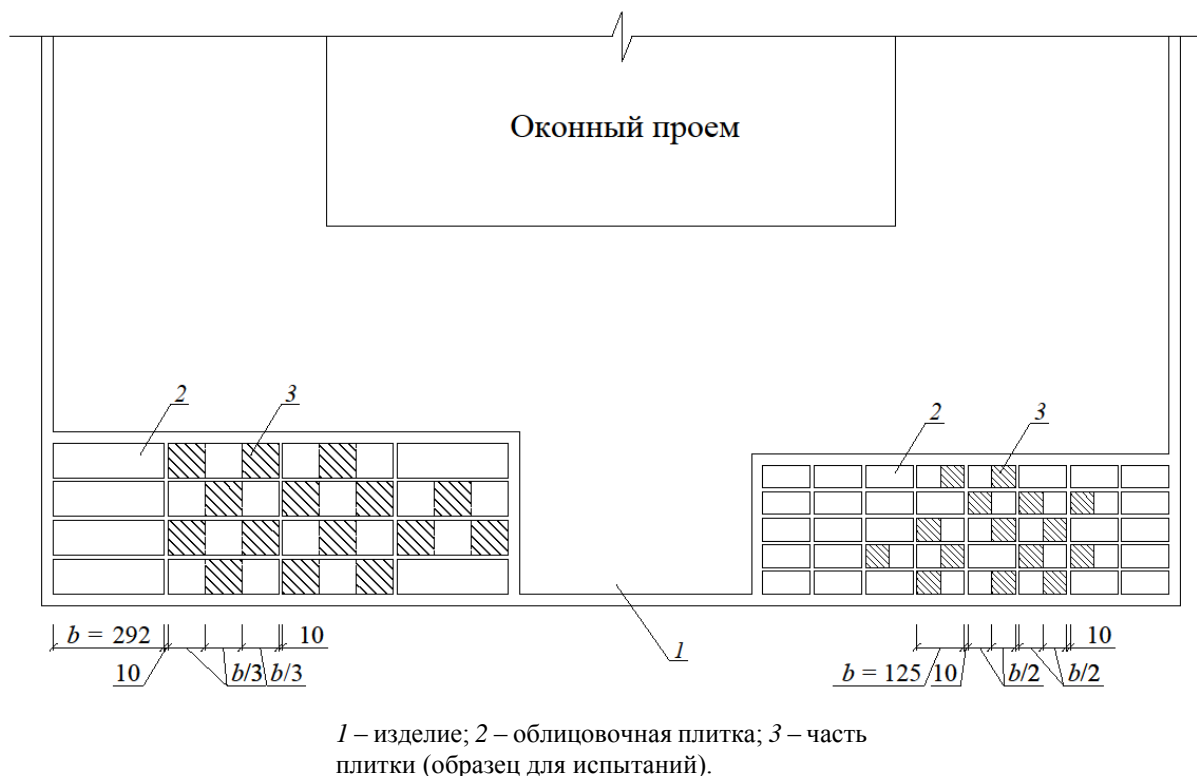 Оконный проем
2
3
2
3
b = 292
10
10
b/3
b/3
1
b = 125
10
b/2
b/2
10
1 – изделие; 2 – облицовочная плитка; 3 – часть
плитки (образец для испытаний).